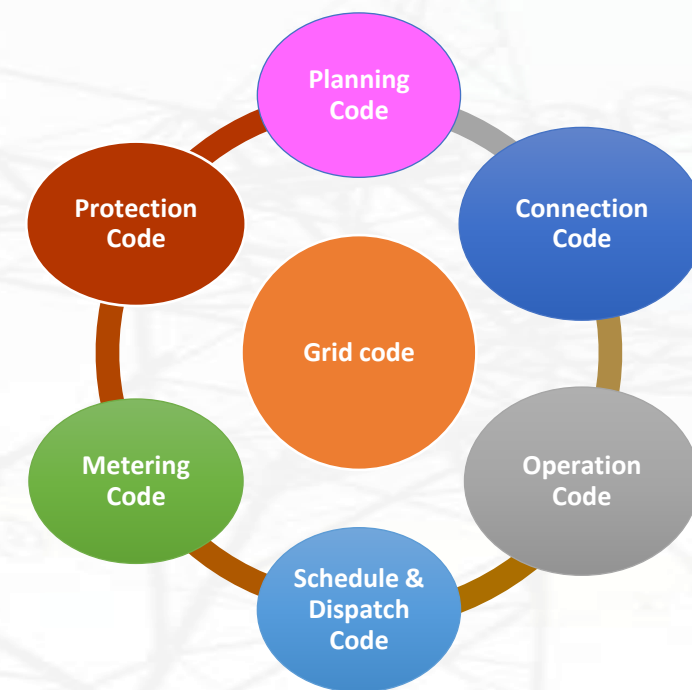 Planning
Code
Connection
Code
Operation
Code
Schedule &
Dispatch
Code
Metering
Code
Protection
Code
Grid code